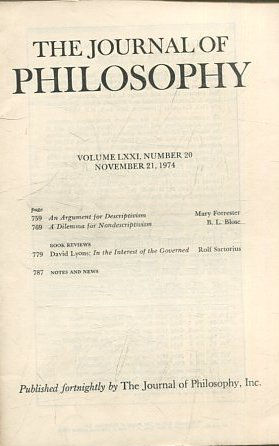 THE JOURNAL OF
PHILOSOPHY
VOLUME LXXI, NUMBER 20
NOVEMBER 21, 1974
page
759 An Argument for Descriptivism Mary Forrester
769 A Dilemma for Nondescriptivism B. L. Blose
BOOK REVIEWS
779 David Lyons: In the Interest of the Governed Rolf Sartorius
787 NOTES AND NEWS
Published fortnightly by The Journal of Philosophy, Inc.